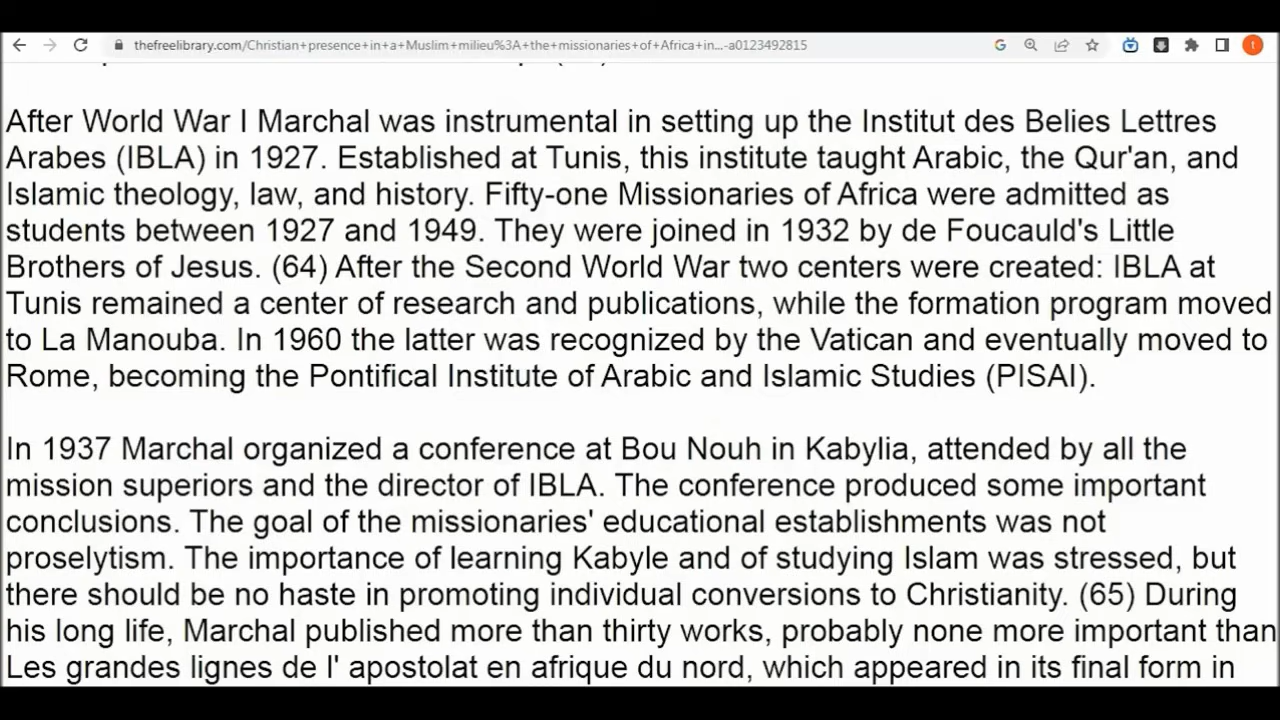 thefreelibrary.com/Christian+presence+in+a+Muslim+milieu%3A+the+missionaries+of+Africa+in...-a0123492815
After World War I Marchal was instrumental in setting up the Institut des Belies Lettres
Arabes (IBLA) in 1927. Established at Tunis, this institute taught Arabic, the Qur'an, and
Islamic theology, law, and history. Fifty-one Missionaries of Africa were admitted as
students between 1927 and 1949. They were joined in 1932 by de Foucauld's Little
Brothers of Jesus. (64) After the Second World War two centers were created: IBLA at
Tunis remained a center of research and publications, while the formation program moved
to La Manouba. In 1960 the latter was recognized by the Vatican and eventually moved to
Rome, becoming the Pontifical Institute of Arabic and Islamic Studies (PISAI).
In 1937 Marchal organized a conference at Bou Nouh in Kabylia, attended by all the
mission superiors and the director of IBLA. The conference produced some important
conclusions. The goal of the missionaries' educational establishments was not
proselytism. The importance of learning Kabyle and of studying Islam was stressed, but
there should be no haste in promoting individual conversions to Christianity. (65) During
his long life, Marchal published more than thirty works, probably none more important than
Les grandes lignes de l' apostolat en afrique du nord, which appeared in its final form in